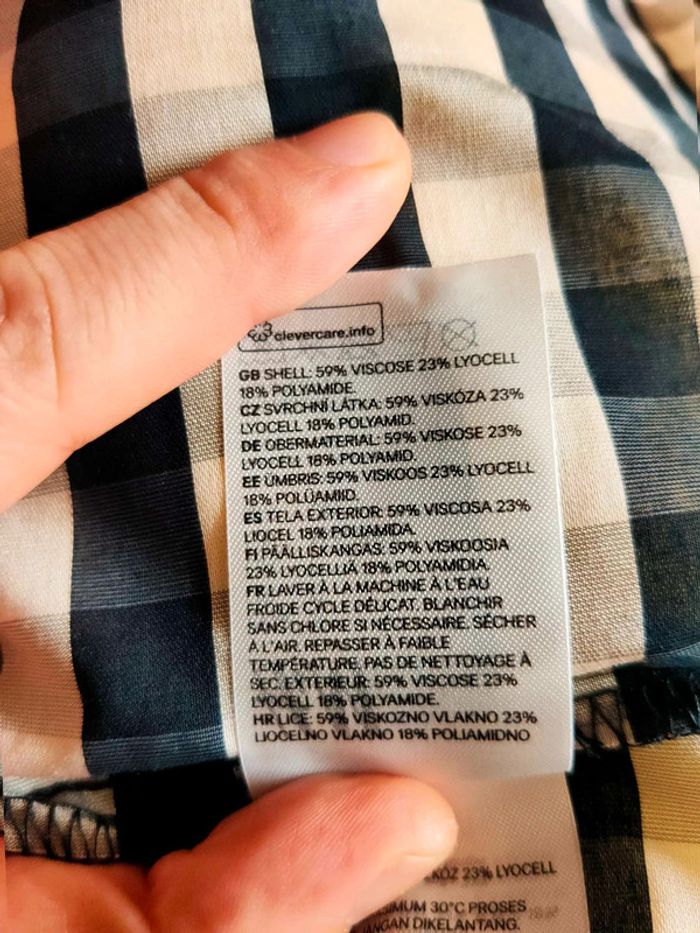 clevercare.info
GB SHELL: 59% VISCOSE 23% LYOCELL
18% POLYAMIDE.
CZ SVRCHNÍ LÁTKA: 59% VISKÓZA 23%
LYOCELL 18% POLYAMID.
DE OBERMATERIAL: 59% VISKOSE 23%
LYOCELL 18% POLYAMID.
EE ÜMBRIS: 59% VISKOOS 23% LYOCELL
18% POLÜAMIID.
ES TELA EXTERIOR: 59% VISCOSA 23%
LIOCEL 18% POLIAMIDA.
FI PÄÄLLISKANGAS: 59% VISKOOSIA
23% LYOCELLIÄ 18% POLYAMIDIA.
FR LAVER À LA MACHINE À L'EAU
FROIDE CYCLE DÉLICAT. BLANCHIR
SANS CHLORE SI NÉCESSAIRE. SÉCHER
À L'AIR. REPASSER À FAIBLE
TEMPÉRATURE. PAS DE NETTOYAGE À
SEC. EXTERIEUR: 59% VISCOSE 23%
LYOCELL 18% POLYAMIDE.
HR LICE: 59% VISKOZNO VLAKNO 23%
LIOCELNO VLAKNO 18% POLIAMIDNO
23% LYOCELL
30°C PROSES
DIKELANTANG.